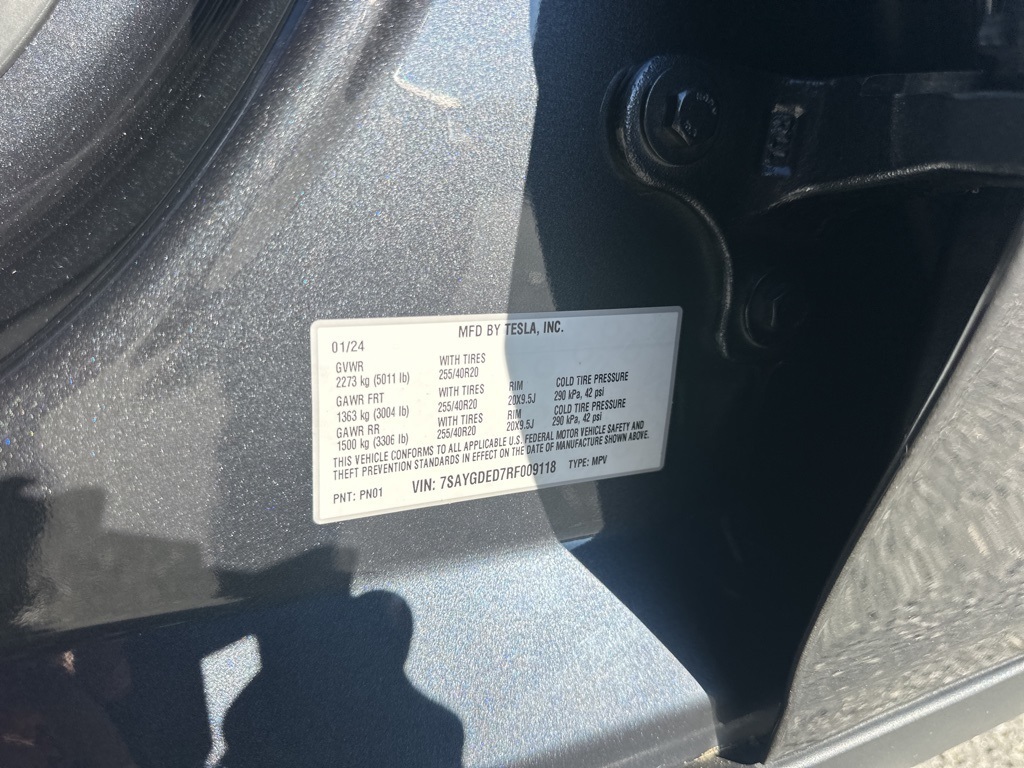 MFD BY TESLA, INC.
01/24
GVWR WITH TIRES
2273 kg (5011 lb) 255/40R20
GAWR FRT WITH TIRES RIM COLD TIRE PRESSURE
1363 kg (3004 lb) 255/40R20 20X9.5J 290 kPa, 42 psi
GAWR RR WITH TIRES RIM COLD TIRE PRESSURE
1500 kg (3306 lb) 255/40R20 20X9.5J 290 kPa, 42 psi
THIS VEHICLE CONFORMS TO ALL APPLICABLE U.S. FEDERAL MOTOR VEHICLE SAFETY AND
THEFT PREVENTION STANDARDS IN EFFECT ON THE DATE OF MANUFACTURE SHOWN ABOVE.
PNT: PN01 VIN: 7SAYGDED7RF009118 TYPE: MPV